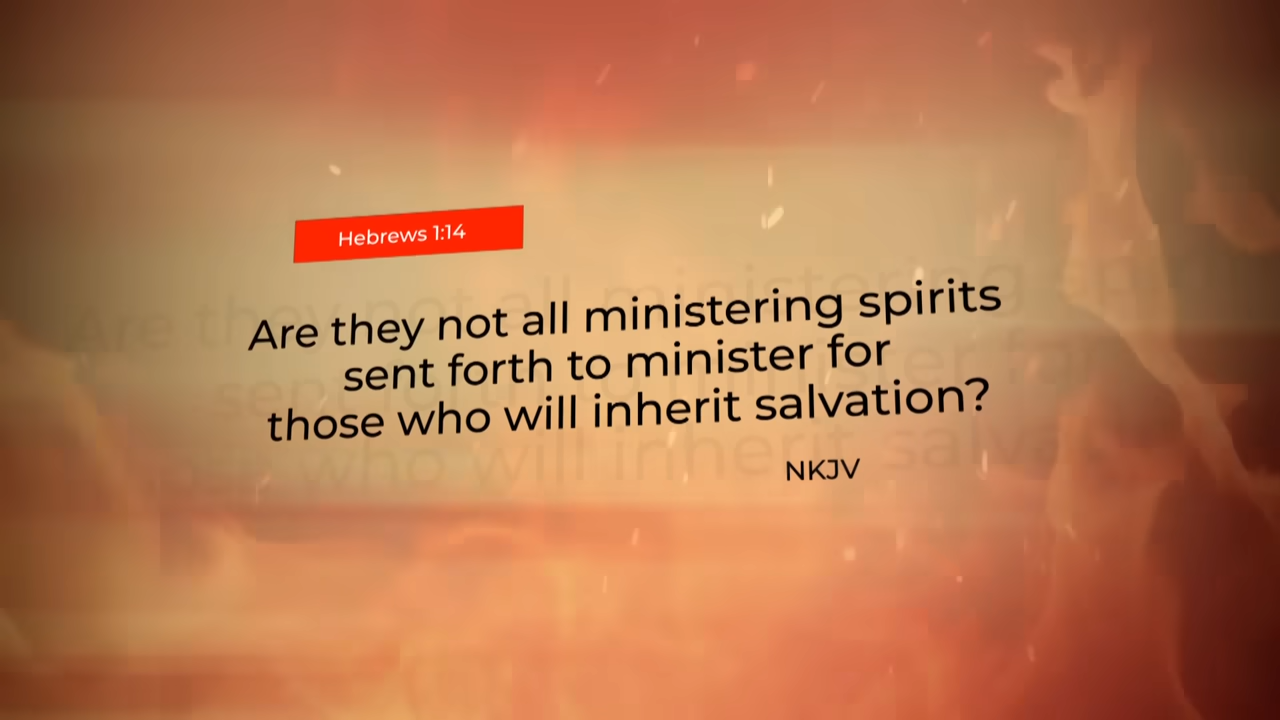 Hebrews 1:14
Are they not all ministering spirits
sent forth to minister for
those who will inherit salvation?
NKJV